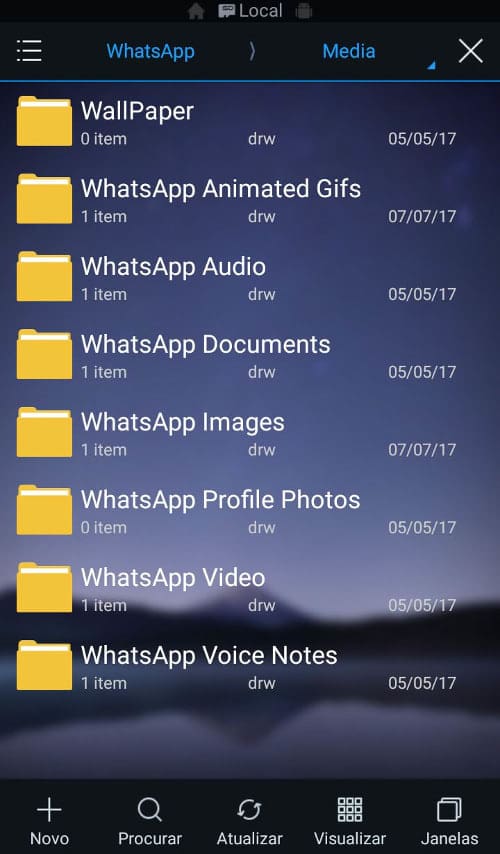 Local
WhatsApp ⟩ Media
WallPaper
0 item drw 05/05/17
WhatsApp Animated Gifs
1 item drw 07/07/17
WhatsApp Audio
1 item drw 05/05/17
WhatsApp Documents
1 item drw 05/05/17
WhatsApp Images
1 item drw 07/07/17
WhatsApp Profile Photos
0 item drw 05/05/17
WhatsApp Video
1 item drw 05/05/17
WhatsApp Voice Notes
1 item drw 05/05/17
Novo Procurar Atualizar Visualizar Janelas